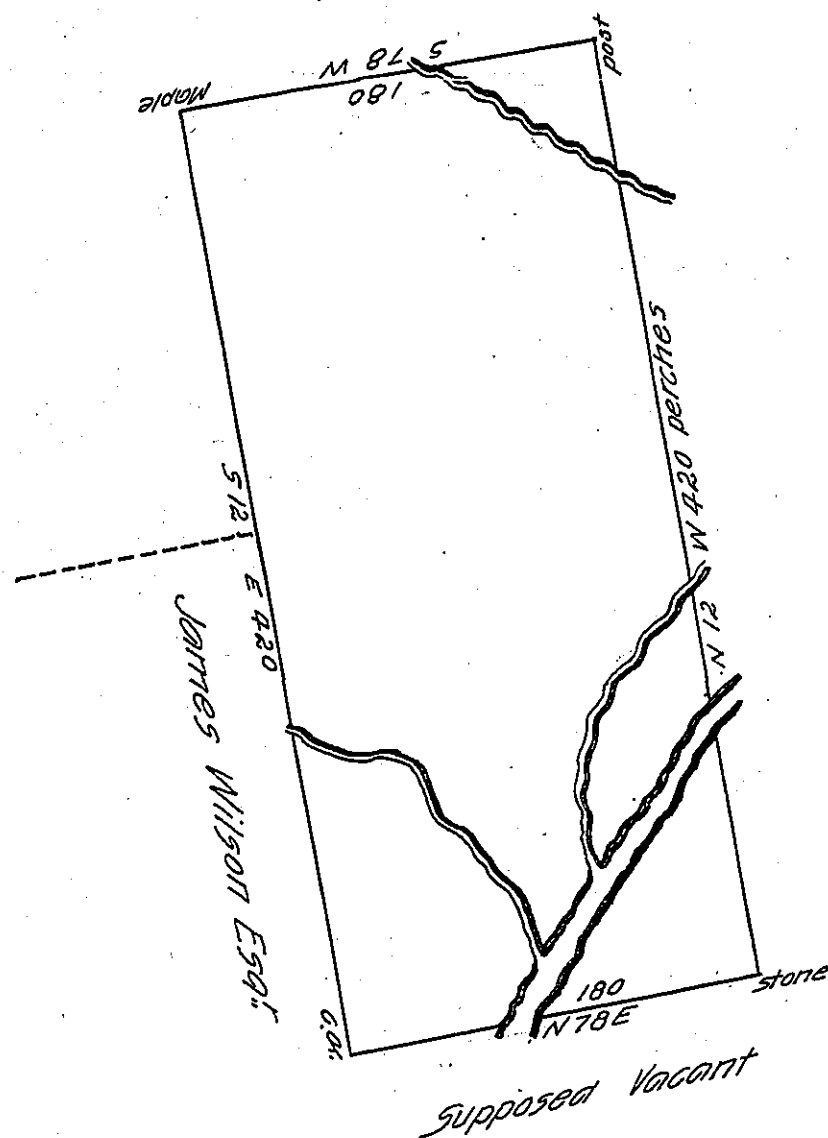 Maple
S 78 W
180
post
W 420 perches
N 12
S 12
E 420
James Wilson Esqr.
stone
180
N 78 E
Supposed Vacant